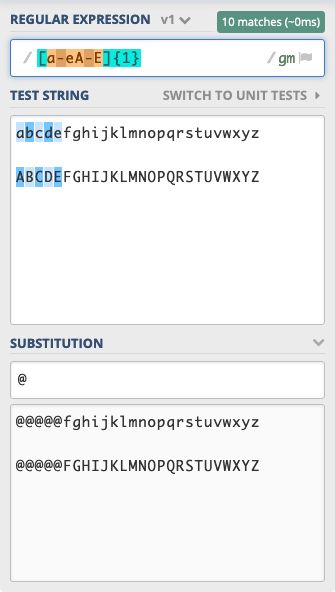 REGULAR EXPRESSION v1 10 matches (~0ms)
/ [a-eA-E]{1} / gm
TEST STRING SWITCH TO UNIT TESTS
abcdefghijklmnopqrstuvwxyz
ABCDEFGHIJKLMNOPQRSTUVWXYZ
SUBSTITUTION
@
@@@@@fghijklmnopqrstuvwxyz
@@@@@FGHIJKLMNOPQRSTUVWXYZ